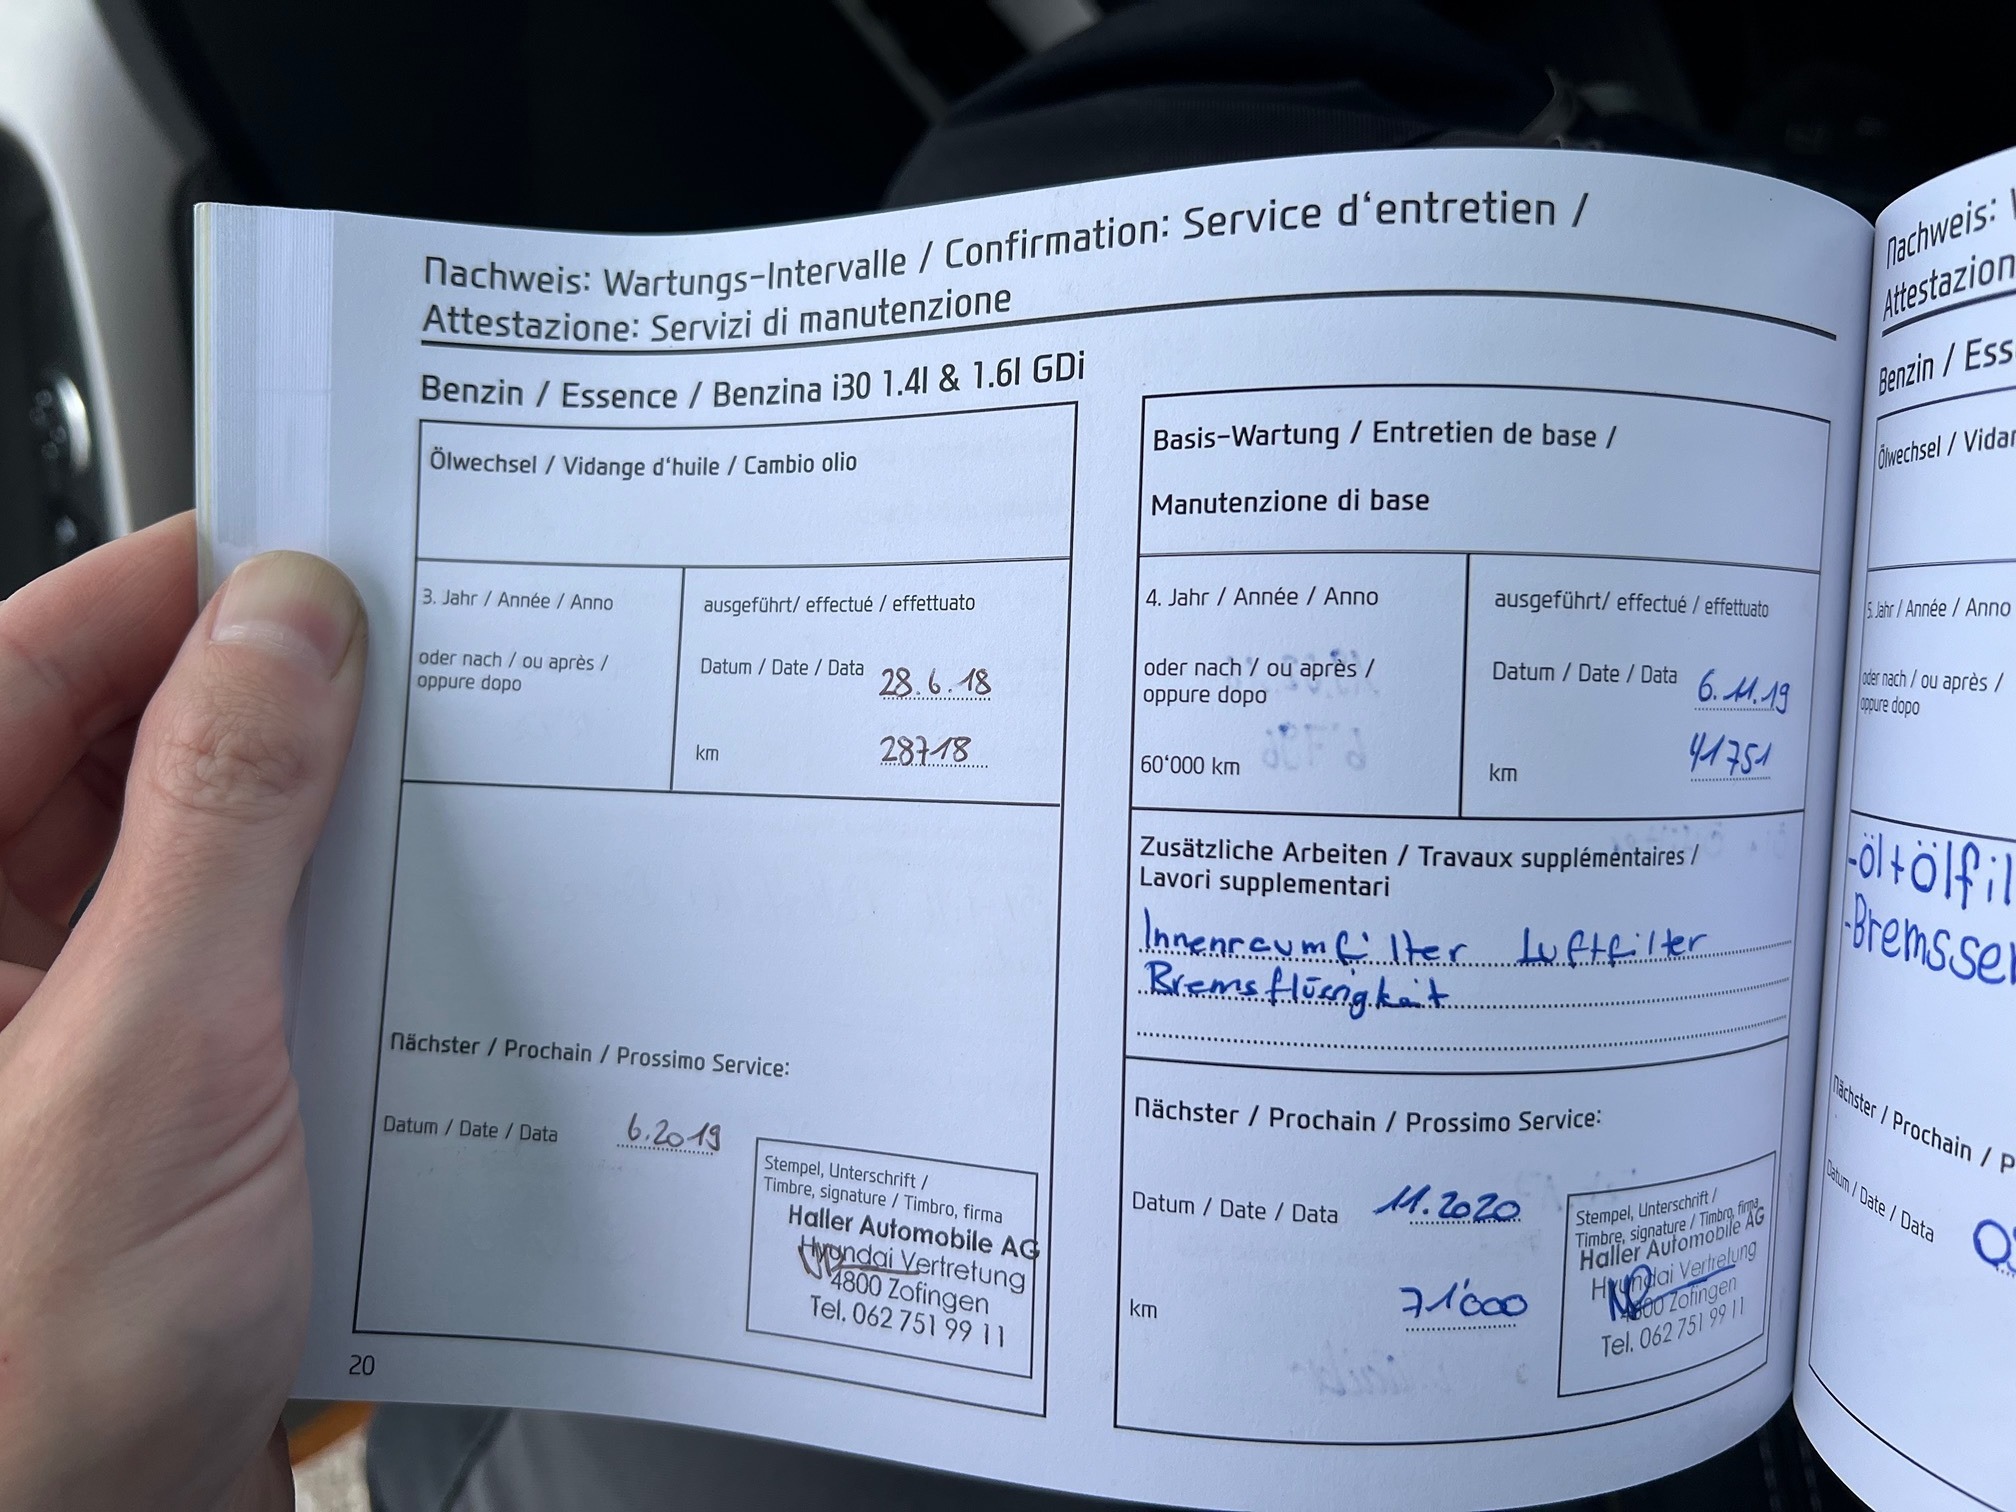 Nachweis: Wartungs-Intervalle / Confirmation: Service d'entretien /
Attestazione: Servizi di manutenzione
Benzin / Essence / Benzina i30 1.4l & 1.6l GDi
Ölwechsel / Vidange d'huile / Cambio olio
3. Jahr / Année / Anno
oder nach / ou après /
oppure dopo
ausgeführt/ effectué / effettuato
Datum / Date / Data 28.6.18
km 28718
Nächster / Prochain / Prossimo Service:
Datum / Date / Data 6.2019
Stempel, Unterschrift /
Timbre, signature / Timbro, firma
Haller Automobile AG
Hyundai Vertretung
4800 Zofingen
Tel. 062 751 99 11
20
Basis-Wartung / Entretien de base /
Manutenzione di base
4. Jahr / Année / Anno
oder nach / ou après /
oppure dopo
60'000 km
ausgeführt/ effectué / effettuato
Datum / Date / Data 6.11.19
km 41751
Zusätzliche Arbeiten / Travaux supplémentaires /
Lavori supplementari
Innenraumfilter Luftfilter
Bremsflüssigkeit
Nächster / Prochain / Prossimo Service:
Datum / Date / Data 11.2020
km 71'000
Stempel, Unterschrift /
Timbre, signature / Timbro, firma
Haller Automobile AG
Hyundai Vertretung
4800 Zofingen
Tel. 062 751 99 11
Nachweis:
Attestazion
Benzin / Ess
Ölwechsel / Vidan
5. Jahr / Année / Anno
oder nach / ou après /
oppure dopo
-öl+ölfil
-Bremsse
Nächster / Prochain / P
Datum / Date / Data